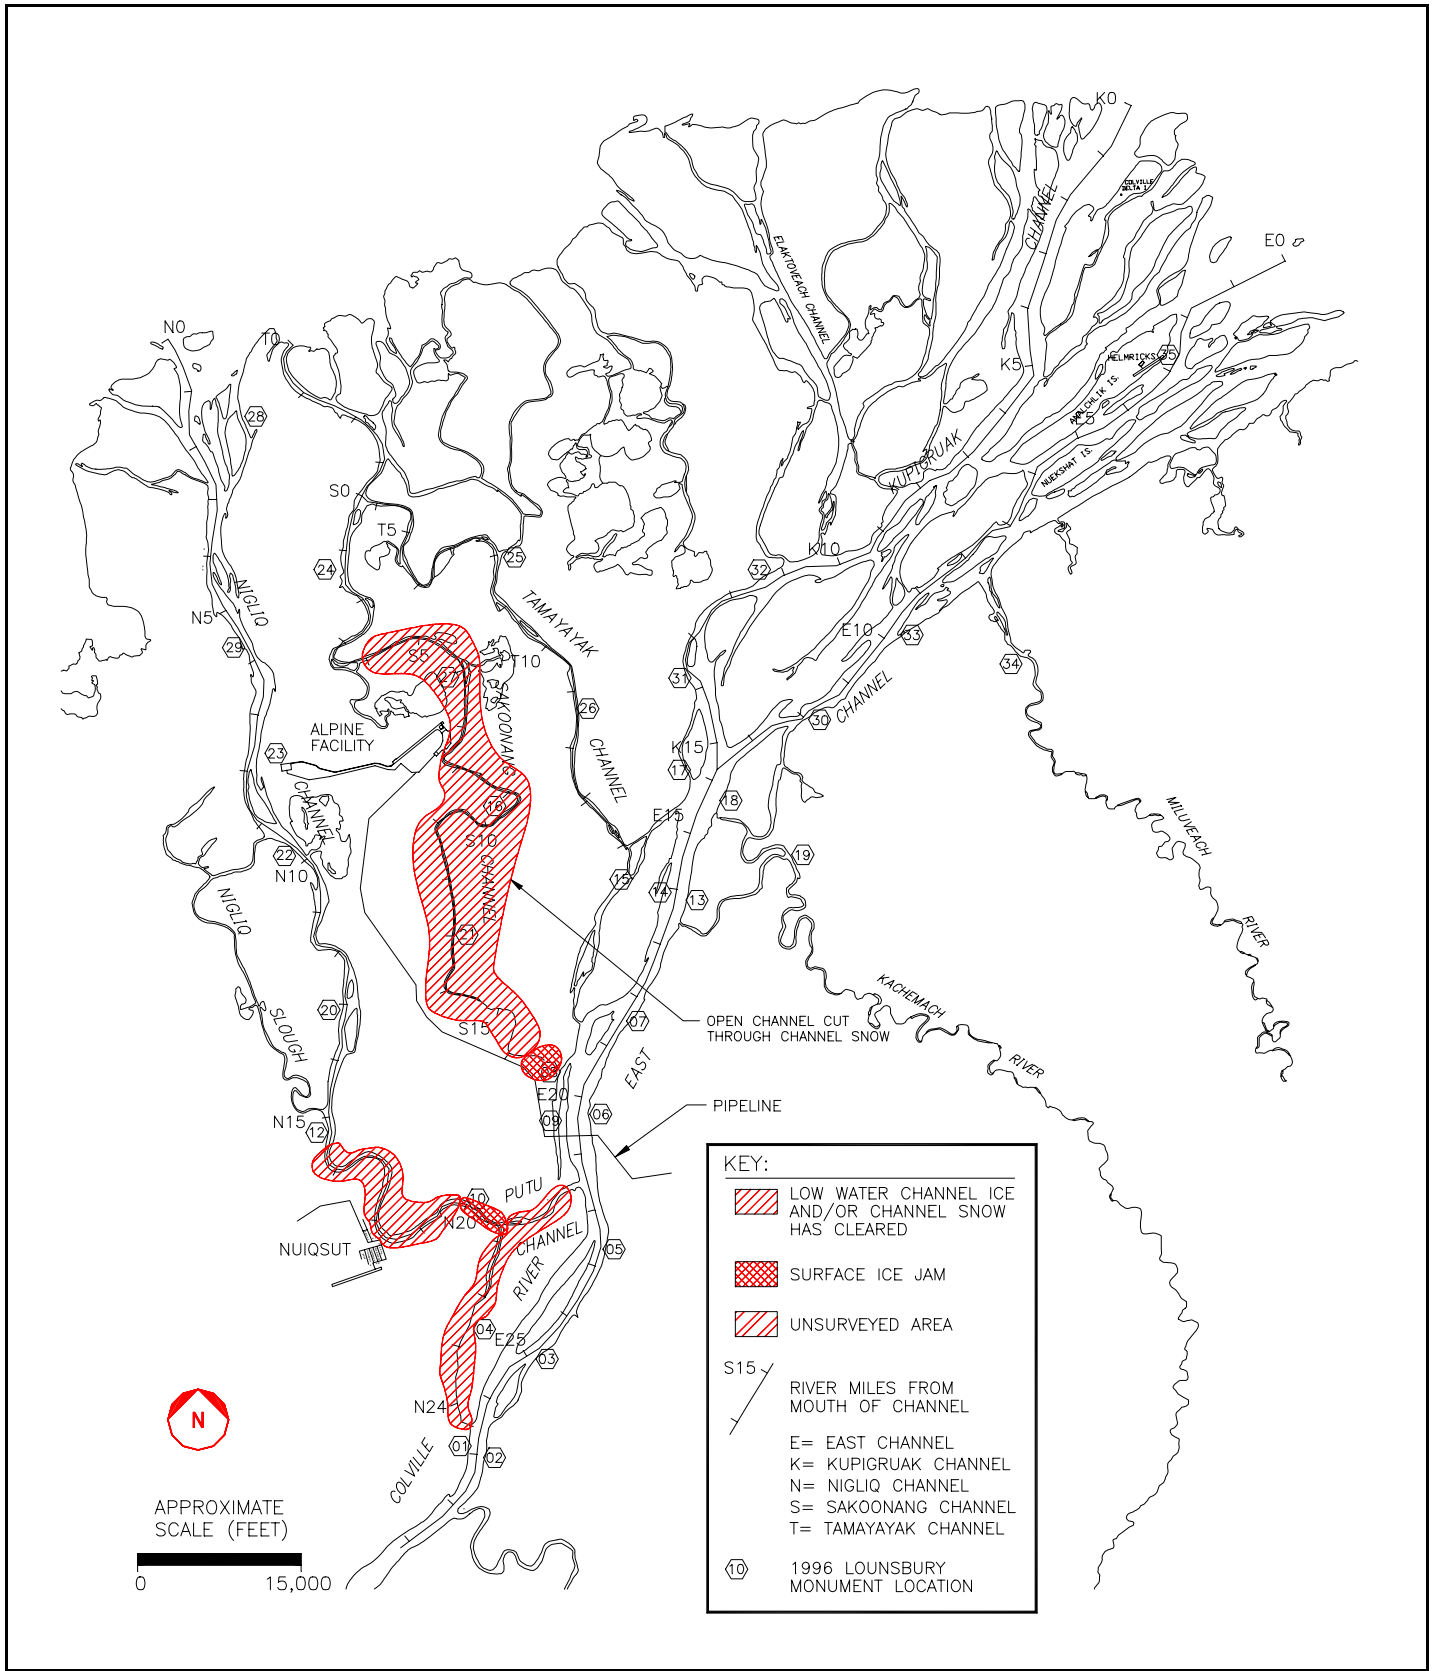 K0
COLVILLE
DELTA 1
CHANNEL
E0
ELAKTOVEACH CHANNEL
N0
T0
HELMRICKS
35
K5
ANACHLIK IS.
E5
28
KUPIGRUAK
NUEKSHAT IS.
S0
T5
25
K10
32
24
NIGLIQ
TAMAYAYAK
N5
E10
33
29
S5
T10
34
27
31
SAKOONANG
CHANNEL
26
30
ALPINE
FACILITY
23
CHANNEL
K15
17
CHANNEL
16
18
E15
MILUVEACH
S10
22
N10
19
CHANNEL
15
14
13
NIGLIQ
21
RIVER
KACHEMACH
20
SLOUGH
S15
07
OPEN CHANNEL CUT
THROUGH CHANNEL SNOW
EAST
RIVER
08
E20
06
PIPELINE
09
N15
12
10
PUTU
N20
CHANNEL
NUIQSUT
05
RIVER
04
E25
03
N24
01
02
COLVILLE
N
APPROXIMATE
SCALE (FEET)
0
15,000
KEY:
LOW WATER CHANNEL ICE
AND/OR CHANNEL SNOW
HAS CLEARED
SURFACE ICE JAM
UNSURVEYED AREA
S15
RIVER MILES FROM
MOUTH OF CHANNEL
E= EAST CHANNEL
K= KUPIGRUAK CHANNEL
N= NIGLIQ CHANNEL
S= SAKOONANG CHANNEL
T= TAMAYAYAK CHANNEL
10
1996 LOUNSBURY
MONUMENT LOCATION